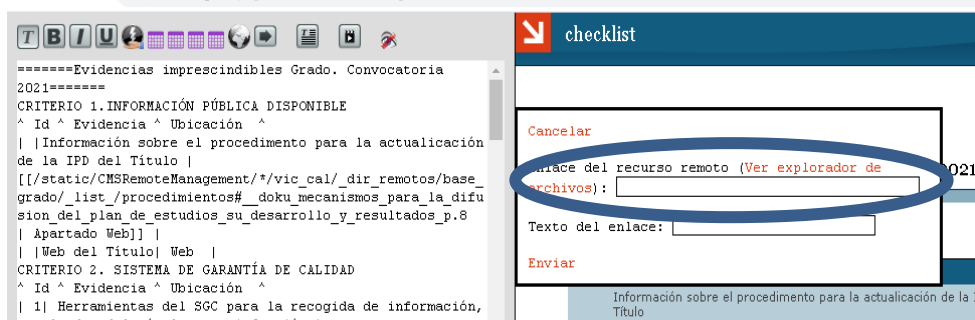 T B I U
=======Evidencias imprescindibles Grado. Convocatoria
2021=======
CRITERIO 1.INFORMACIÓN PÚBLICA DISPONIBLE
^ Id ^ Evidencia ^ Ubicación ^
| |Información sobre el procedimento para la actualización
de la IPD del Título |
[[/static/CMSRemoteManagement/*/vic_cal/_dir_remotos/base_
grado/_list_/procedimientos#__doku_mecanismos_para_la_difu
sion_del_plan_de_estudios_su_desarrollo_y_resultados_p.8
| Apartado Web]] |
| |Web del Título| Web |
CRITERIO 2. SISTEMA DE GARANTÍA DE CALIDAD
^ Id ^ Evidencia ^ Ubicación ^
| 1| Herramientas del SGC para la recogida de información,
checklist
Cancelar
del recurso remoto (Ver explorador de
archivos):
2021
Texto del enlace:
Enviar
Información sobre el procedimento para la actualización de la
Título